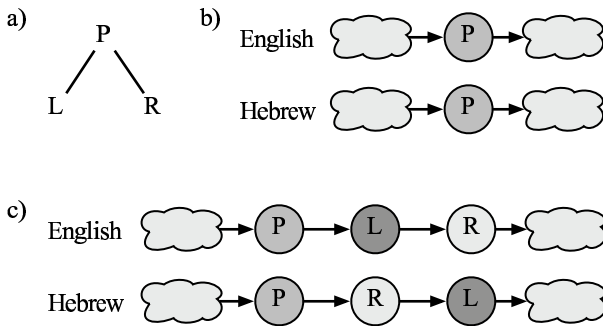 a)
P
L R
b)
English P
Hebrew P
c)
English P L R
Hebrew P R L